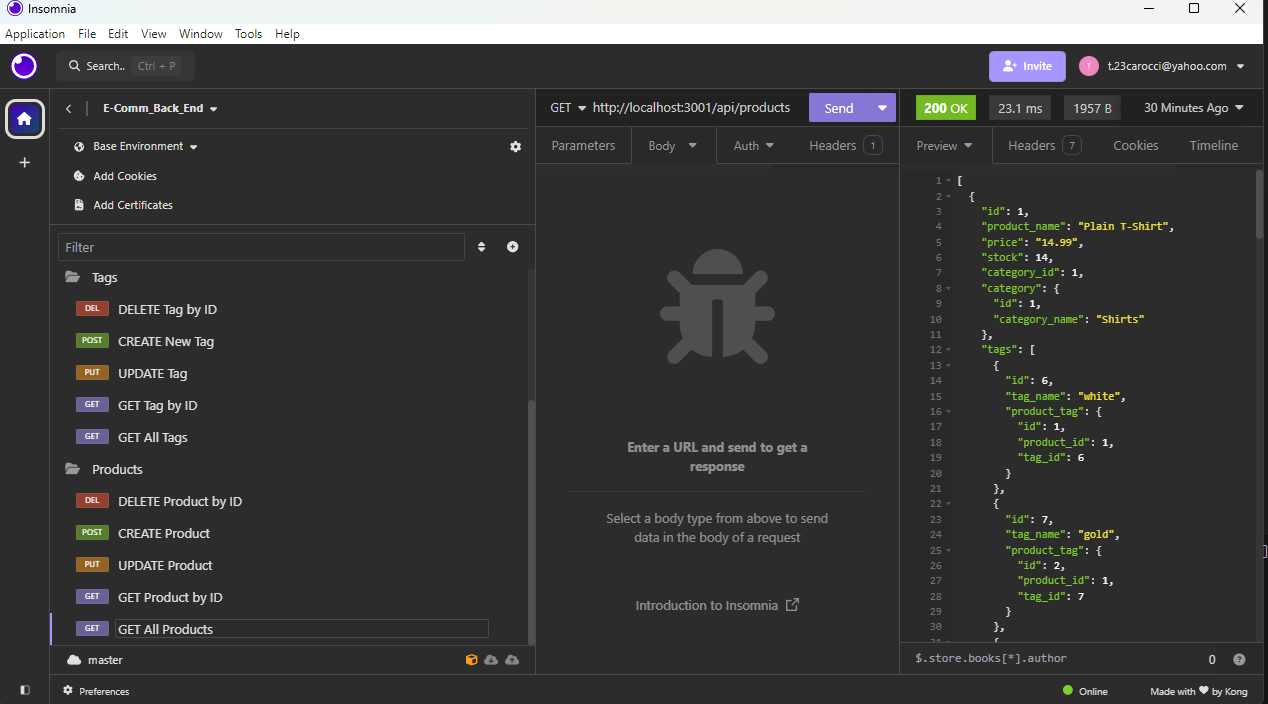 Insomnia
Application File Edit View Window Tools Help
Search.. Ctrl + P
Invite
T
t.23carocci@yahoo.com
E-Comm_Back_End
Base Environment
Add Cookies
Add Certificates
Filter
Tags
DEL DELETE Tag by ID
POST CREATE New Tag
PUT UPDATE Tag
GET GET Tag by ID
GET GET All Tags
Products
DEL DELETE Product by ID
POST CREATE Product
PUT UPDATE Product
GET GET Product by ID
GET GET All Products
master
Preferences
GET http://localhost:3001/api/products Send
Parameters Body Auth Headers 1
Enter a URL and send to get a
response
Select a body type from above to send
data in the body of a request
Introduction to Insomnia
200 OK 23.1 ms 1957 B 30 Minutes Ago
Preview Headers 7 Cookies Timeline
1 [
2 {
3 "id": 1,
4 "product_name": "Plain T-Shirt",
5 "price": "14.99",
6 "stock": 14,
7 "category_id": 1,
8 "category": {
9 "id": 1,
10 "category_name": "Shirts"
11 },
12 "tags": [
13 {
14 "id": 6,
15 "tag_name": "white",
16 "product_tag": {
17 "id": 1,
18 "product_id": 1,
19 "tag_id": 6
20 }
21 },
22 {
23 "id": 7,
24 "tag_name": "gold",
25 "product_tag": {
26 "id": 2,
27 "product_id": 1,
28 "tag_id": 7
29 }
30 },
$.store.books[*].author 0 ?
Online Made with ❤ by Kong